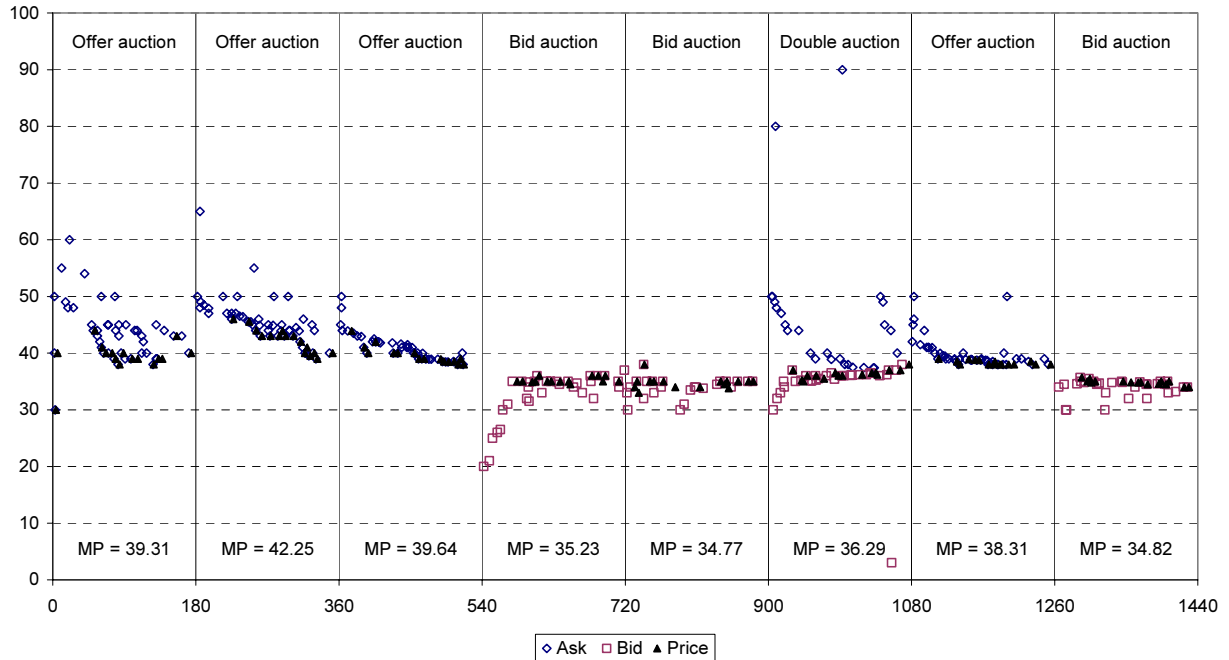 100
90
80
70
60
50
40
30
20
10
0
Offer auction Offer auction Offer auction Bid auction Bid auction Double auction Offer auction Bid auction
MP = 39.31 MP = 42.25 MP = 39.64 MP = 35.23 MP = 34.77 MP = 36.29 MP = 38.31 MP = 34.82
0 180 360 540 720 900 1080 1260 1440
Ask Bid Price